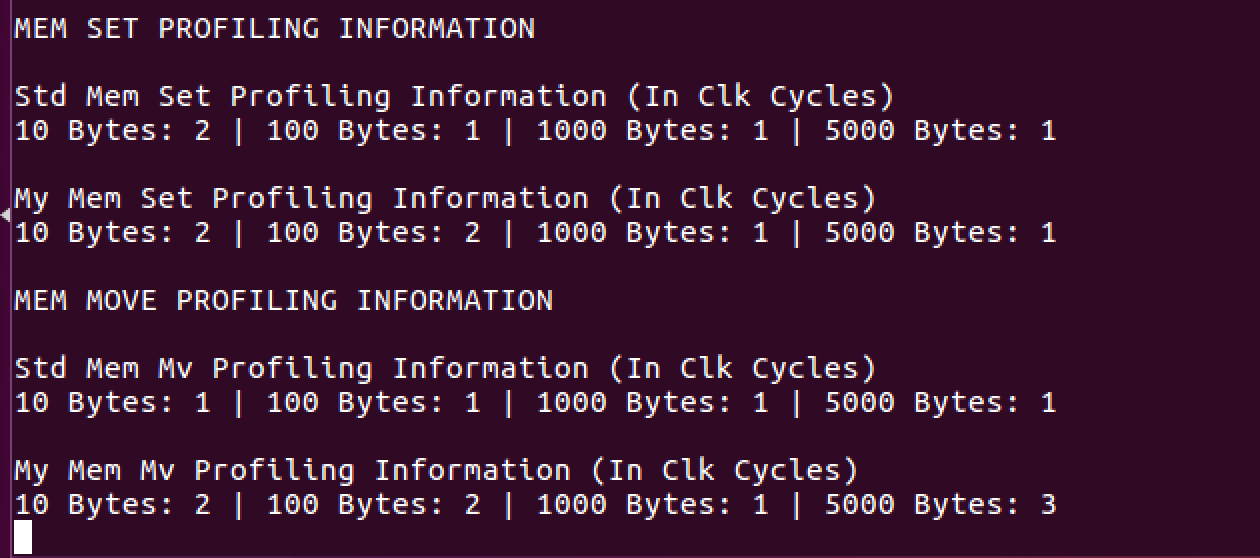 MEM SET PROFILING INFORMATION
Std Mem Set Profiling Information (In Clk Cycles)
10 Bytes: 2 | 100 Bytes: 1 | 1000 Bytes: 1 | 5000 Bytes: 1
My Mem Set Profiling Information (In Clk Cycles)
10 Bytes: 2 | 100 Bytes: 2 | 1000 Bytes: 1 | 5000 Bytes: 1
MEM MOVE PROFILING INFORMATION
Std Mem Mv Profiling Information (In Clk Cycles)
10 Bytes: 1 | 100 Bytes: 1 | 1000 Bytes: 1 | 5000 Bytes: 1
My Mem Mv Profiling Information (In Clk Cycles)
10 Bytes: 2 | 100 Bytes: 2 | 1000 Bytes: 1 | 5000 Bytes: 3